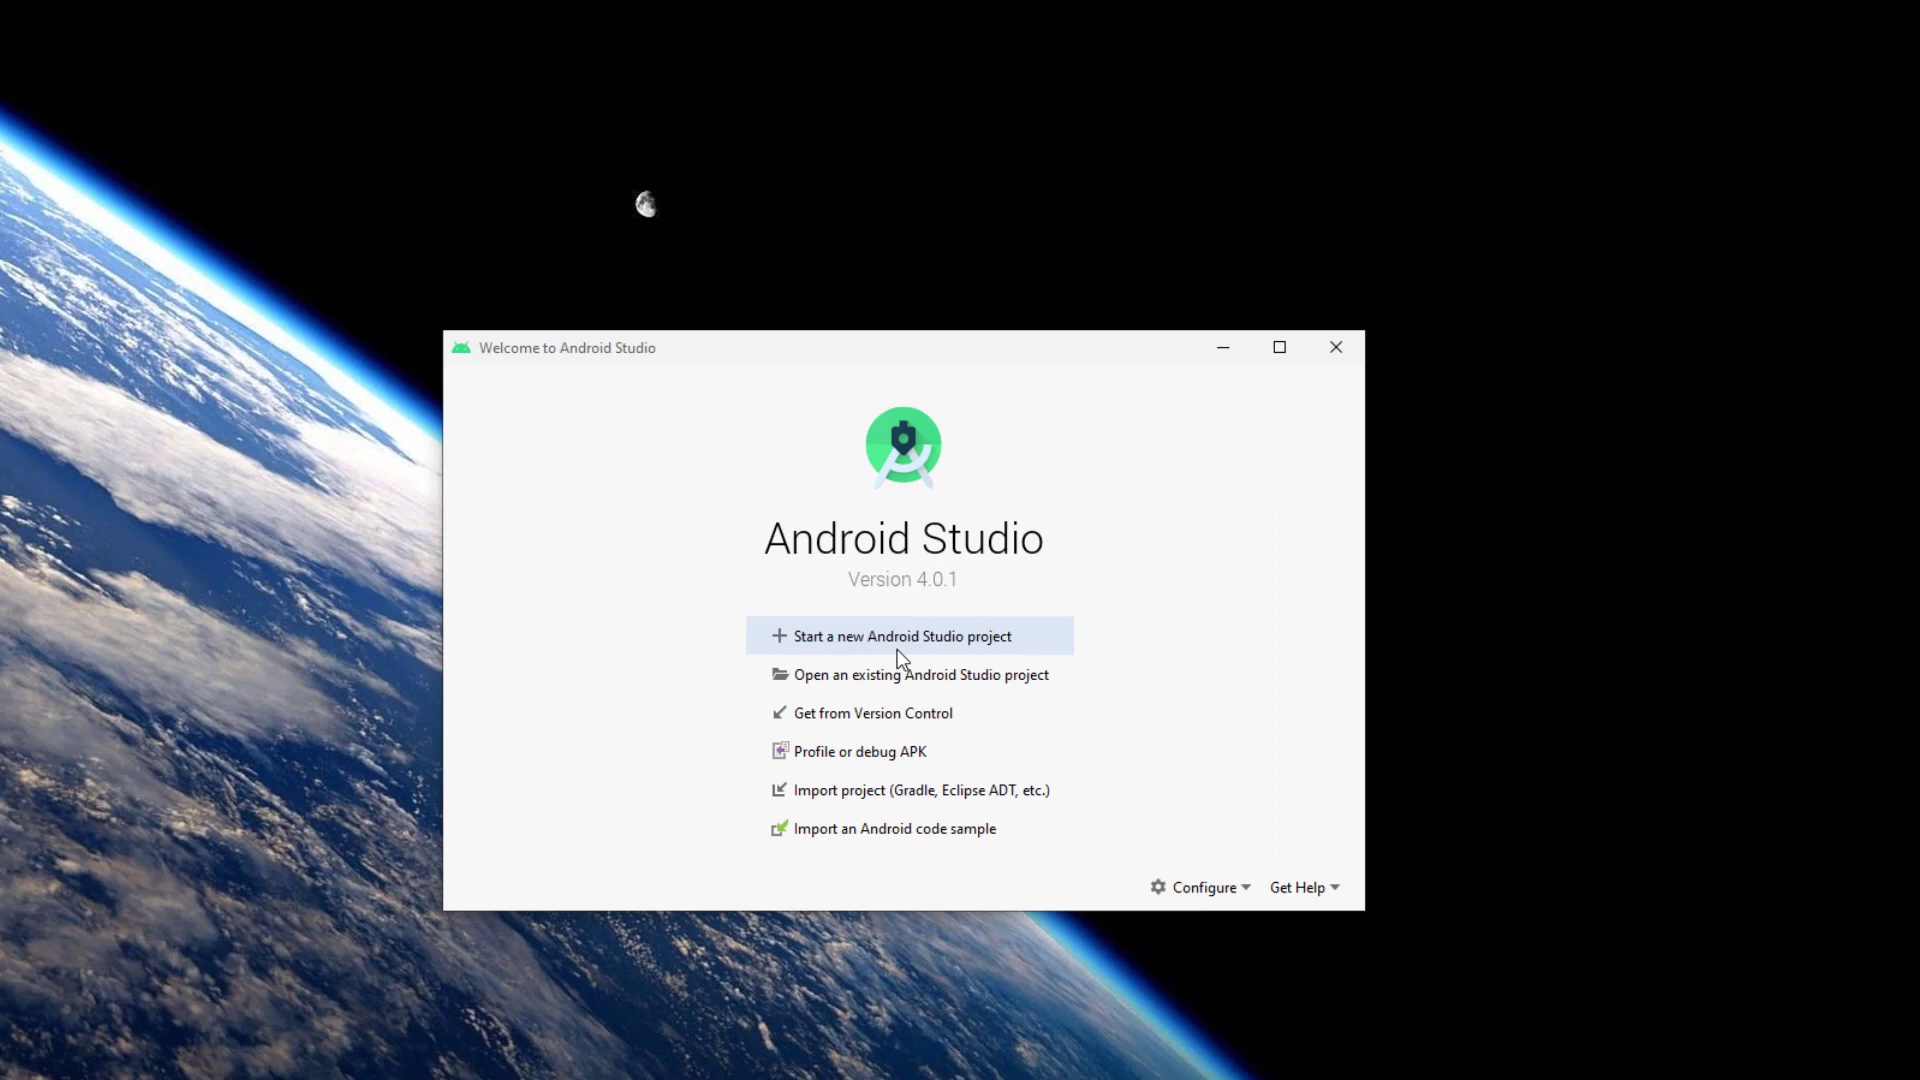 Welcome to Android Studio
Android Studio
Version 4.0.1
Start a new Android Studio project
Open an existing Android Studio project
Get from Version Control
Profile or debug APK
Import project (Gradle, Eclipse ADT, etc.)
Import an Android code sample
Configure Get Help